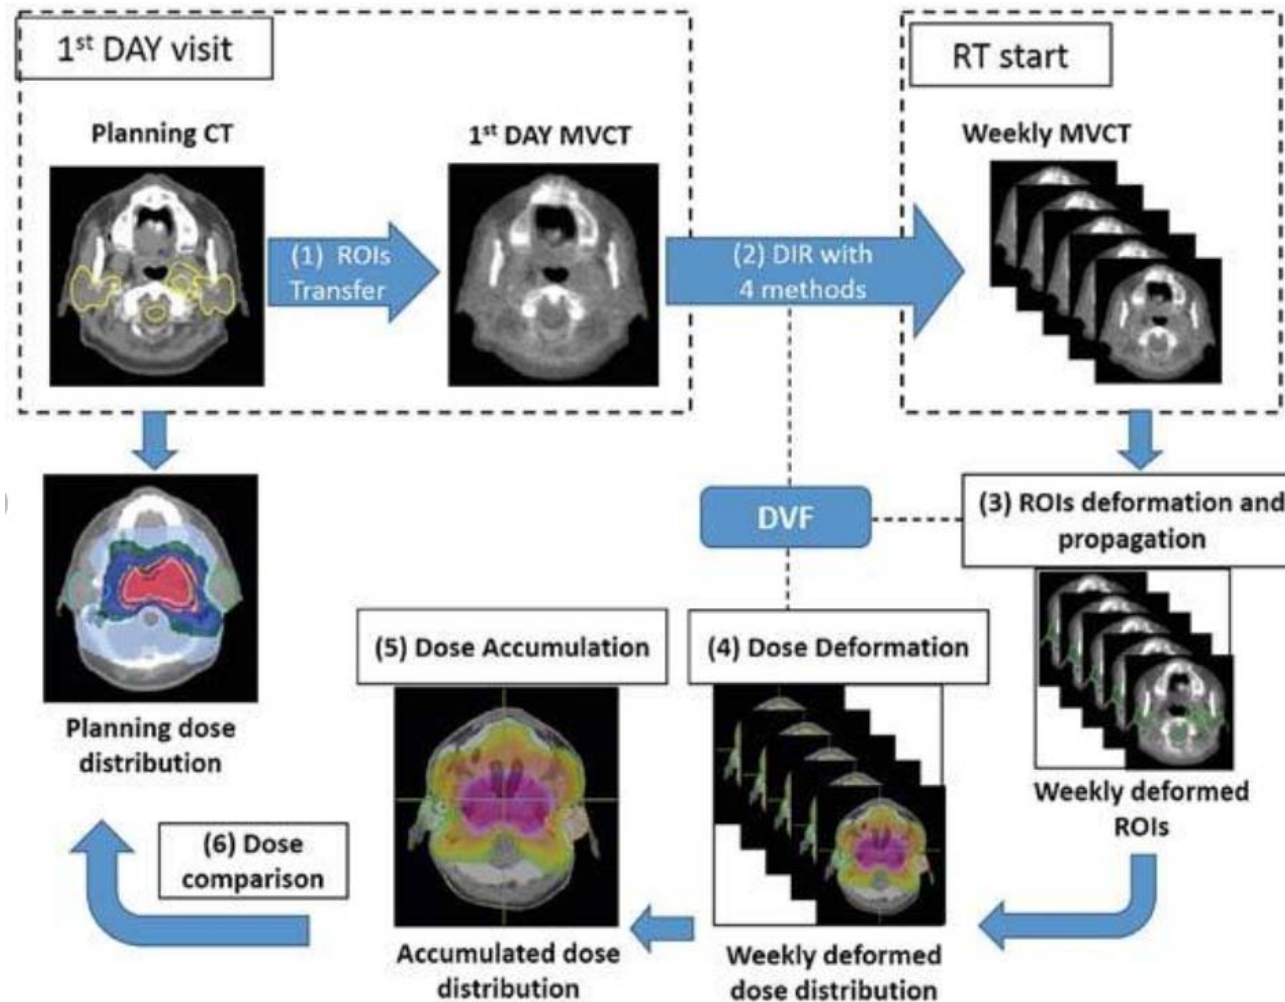 1st DAY visit
RT start
Planning CT
1st DAY MVCT
Weekly MVCT
(1) ROIs
Transfer
(2) DIR with
4 methods
DVF
(3) ROIs deformation and
propagation
(5) Dose Accumulation
(4) Dose Deformation
Planning dose
distribution
Weekly deformed
ROIs
(6) Dose
comparison
Accumulated dose
distribution
Weekly deformed
dose distribution